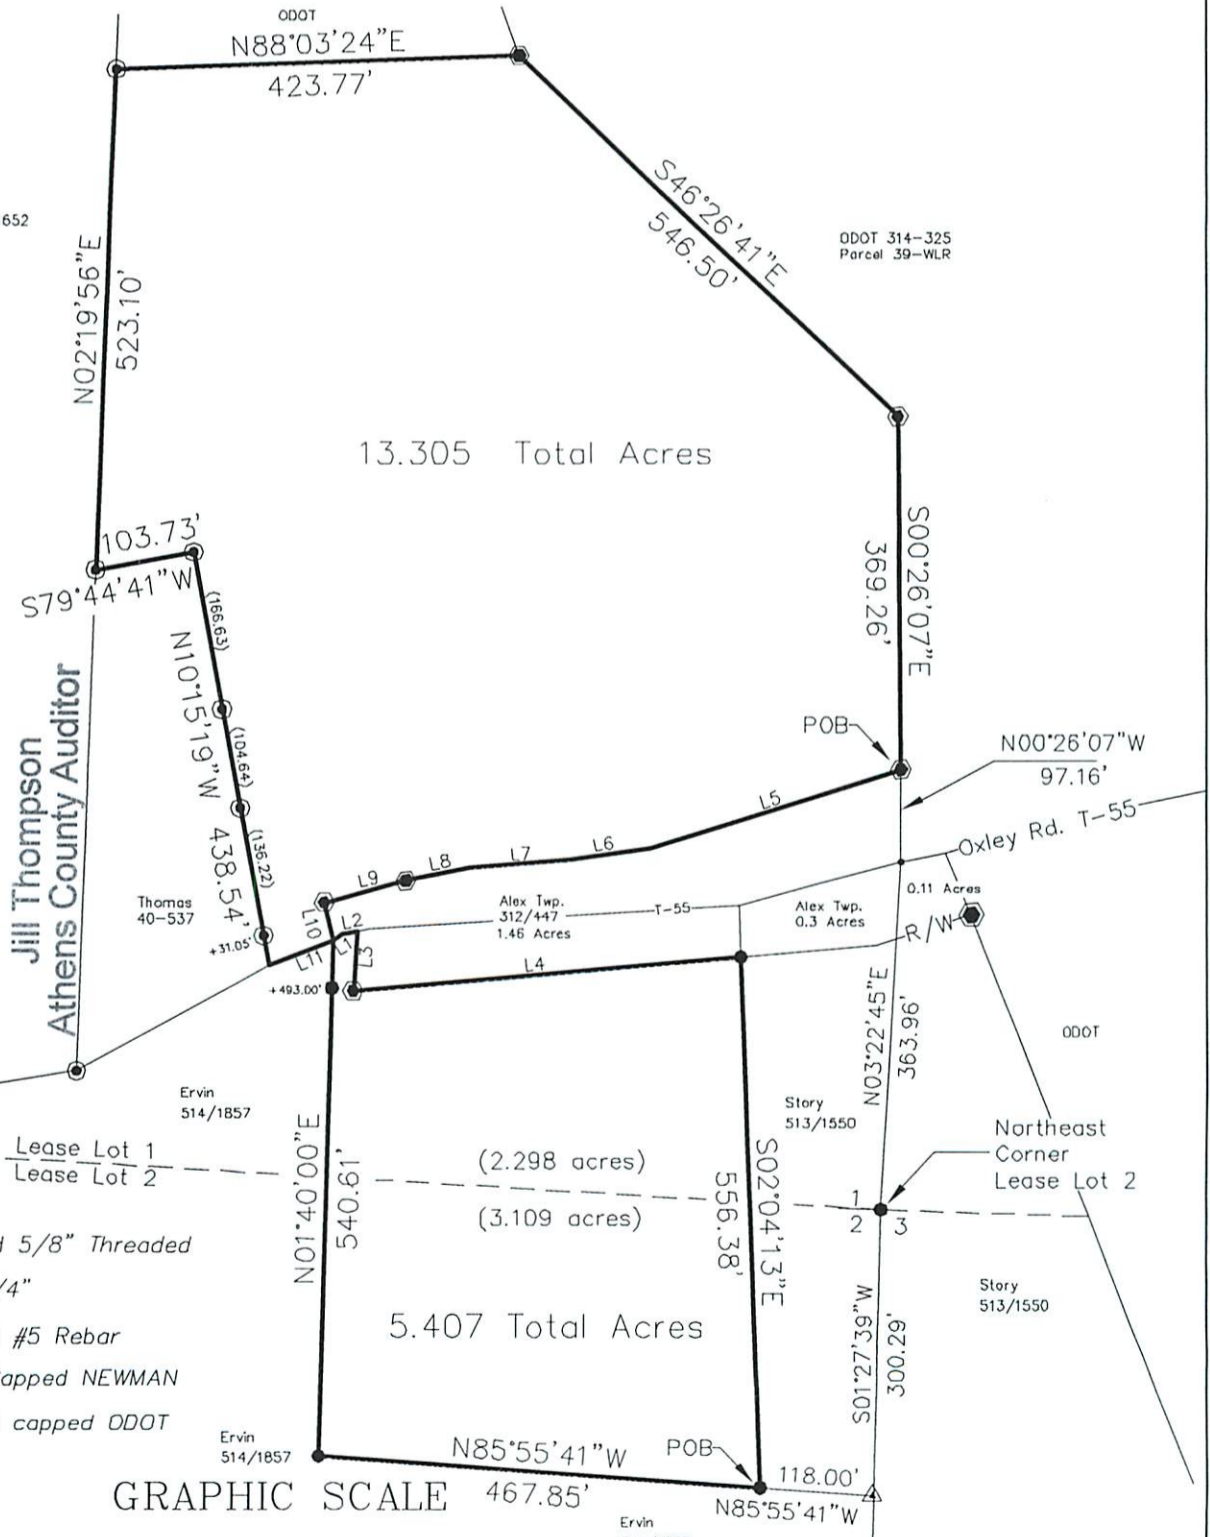 ODOT
N88°03'24"E
423.77'
S46°26'41"E
546.50'
652
ODOT 314-325
Parcel 39-WLR
N02°19'56"E
523.10'
13.305 Total Acres
103.73'
S79°44'41"W
S00°26'07"E
369.26'
(166.63)
N10°15'19"W
438.54'
(104.64)
(136.22)
Jill Thompson
Athens County Auditor
POB
N00°26'07"W
97.16'
L5
Oxley Rd. T-55
L6
L7
L8
L9
Thomas
40-537
+31.05'
L10
L2
L1
L11
L3
Alex Twp.
312/447
1.46 Acres
T-55
Alex Twp.
0.3 Acres
0.11 Acres
R/W
L4
+493.00'
N03°22'45"E
363.96'
ODOT
Ervin
514/1857
Story
513/1550
Northeast
Corner
Lease Lot 2
Lease Lot 1
Lease Lot 2
N01°40'00"E
540.61'
(2.298 acres)
(3.109 acres)
S02°04'13"E
556.38'
1
2 3
5/8" Threaded
/4"
#5 Rebar
apped NEWMAN
capped ODOT
5.407 Total Acres
S01°27'39"W
300.29'
Story
513/1550
Ervin
514/1857
N85°55'41"W
467.85'
POB
118.00'
N85°55'41"W
GRAPHIC SCALE
Ervin